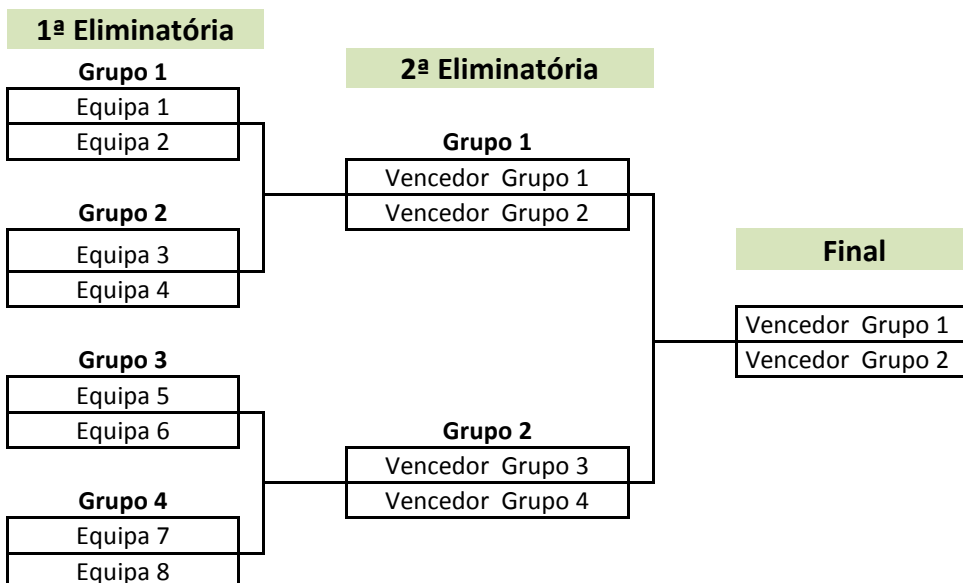 1ª Eliminatória
Grupo 1
Equipa 1
Equipa 2
Grupo 2
Equipa 3
Equipa 4
Grupo 3
Equipa 5
Equipa 6
Grupo 4
Equipa 7
Equipa 8
2ª Eliminatória
Grupo 1
Vencedor Grupo 1
Vencedor Grupo 2
Grupo 2
Vencedor Grupo 3
Vencedor Grupo 4
Final
Vencedor Grupo 1
Vencedor Grupo 2